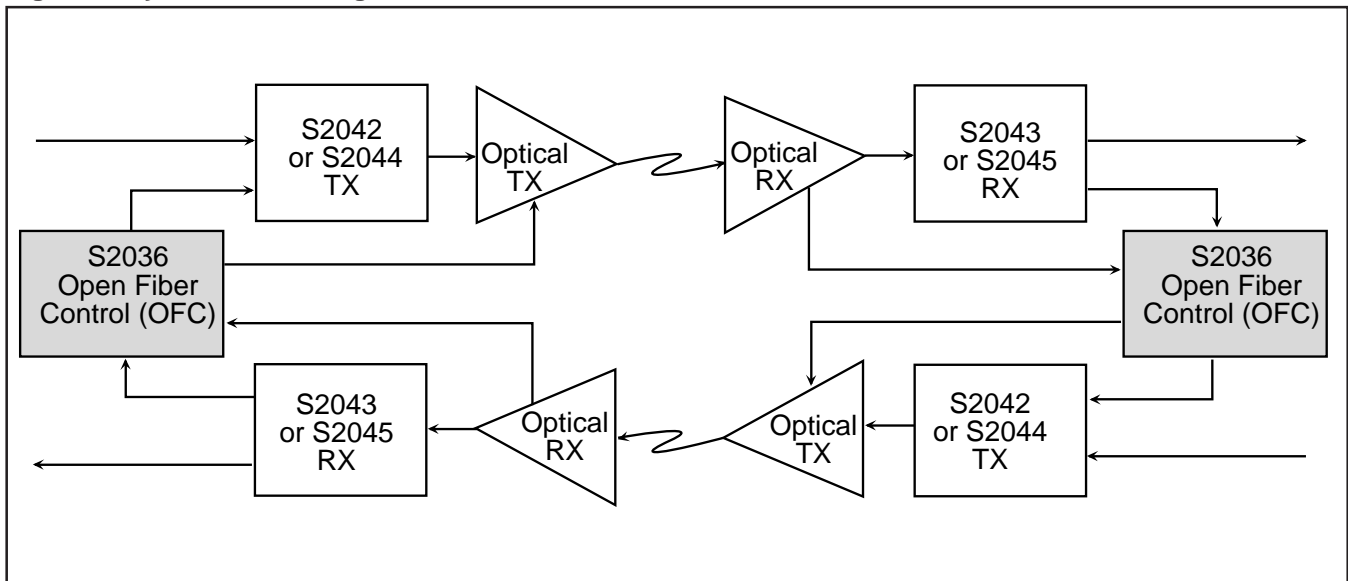 S2042
or S2044
TX
Optical
TX
Optical
RX
S2043
or S2045
RX
S2036
Open Fiber
Control (OFC)
S2036
Open Fiber
Control (OFC)
S2043
or S2045
RX
Optical
RX
Optical
TX
S2042
or S2044
TX